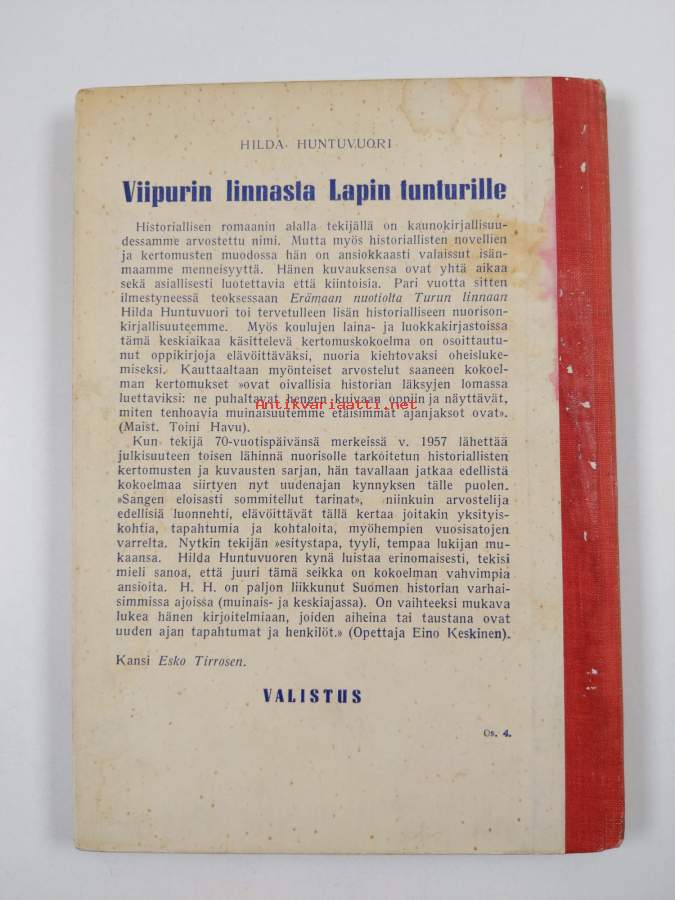 HILDA HUNTUVUORI
Viipurin linnasta Lapin tunturille
Historiallisen romaanin alalla tekijällä on kaunokirjallisuu-
dessamme arvostettu nimi. Mutta myös historiallisten novellien
ja kertomusten muodossa hän on ansiokkaasti valaissut isän-
maamme menneisyyttä. Hänen kuvauksensa ovat yhtä aikaa
sekä asiallisesti luotettavia että kiintoisia. Pari vuotta sitten
ilmestyneessä teoksessaan Erämaan nuotiolta Turun linnaan
Hilda Huntuvuori toi tervetulleen lisän historialliseen nuorison-
kirjallisuuteemme. Myös koulujen laina- ja luokkakirjastoissa
tämä keskiaikaa käsittelevä kertomuskokoelma on osoittautu-
nut oppikirjoja elävöittäväksi, nuoria kiehtovaksi oheisluke-
miseksi. Kauttaaltaan myönteiset arvostelut saaneen kokoel-
man kertomukset »ovat oivallisia historian läksyjen lomassa
luettaviksi: ne puhaltavat hengen kuivaan oppiin ja näyttävät,
Antikvariaatti.net
miten tenhoavia muinaisuutemme etäisimmät ajanjaksot ovat».
(Maist. Toini Havu).
Kun tekijä 70-vuotispäivänsä merkeissä v. 1957 lähettää
julkisuuteen toisen lähinnä nuorisolle tarkoitetun historiallisten
kertomusten ja kuvausten sarjan, hän tavallaan jatkaa edellistä
kokoelmaa siirtyen nyt uudenajan kynnyksen tälle puolen.
»Sangen eloisasti sommitellut tarinat», niinkuin arvostelija
edellisiä luonnehti, elävöittävät tällä kertaa joitakin yksityis-
kohtia, tapahtumia ja kohtaloita, myöhempien vuosisatojen
varrelta. Nytkin tekijän »esitystapa, tyyli, tempaa lukijan mu-
kaansa. Hilda Huntuvuoren kynä luistaa erinomaisesti, tekisi
mieli sanoa, että juuri tämä seikka on kokoelman vahvimpia
ansioita. H. H. on paljon liikkunut Suomen historian varhai-
simmissa ajoissa (muinais- ja keskiajassa). On vaihteeksi mukava
lukea hänen kirjoitelmiaan, joiden aiheina tai taustana ovat
uuden ajan tapahtumat ja henkilöt.» (Opettaja Eino Keskinen).
Kansi Esko Tirrosen.
VALISTUS
Os. 4.